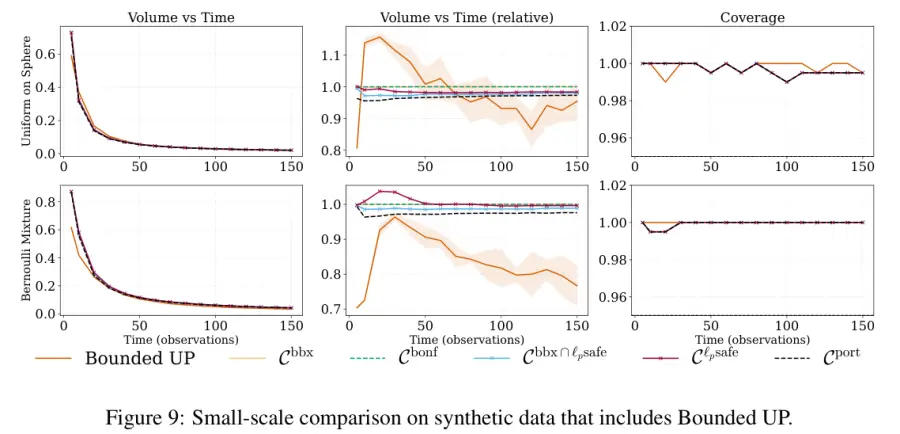 Volume vs Time
Volume vs Time (relative)
Coverage
Uniform on Sphere
0.6
0.4
0.2
0.0
0 50 100 150
1.1
1.0
0.9
0.8
0 50 100 150
1.02
1.00
0.98
0.96
0 50 100 150
Bernoulli Mixture
0.8
0.6
0.4
0.2
0.0
0 50 100 150
Time (observations)
1.0
0.9
0.8
0.7
0 50 100 150
Time (observations)
1.02
1.00
0.98
0.96
0 50 100 150
Time (observations)
Bounded UP 𝒞^bbx 𝒞^bonf 𝒞^bbx ∩ ℓₚsafe 𝒞^ℓₚsafe 𝒞^port
Figure 9: Small-scale comparison on synthetic data that includes Bounded UP.